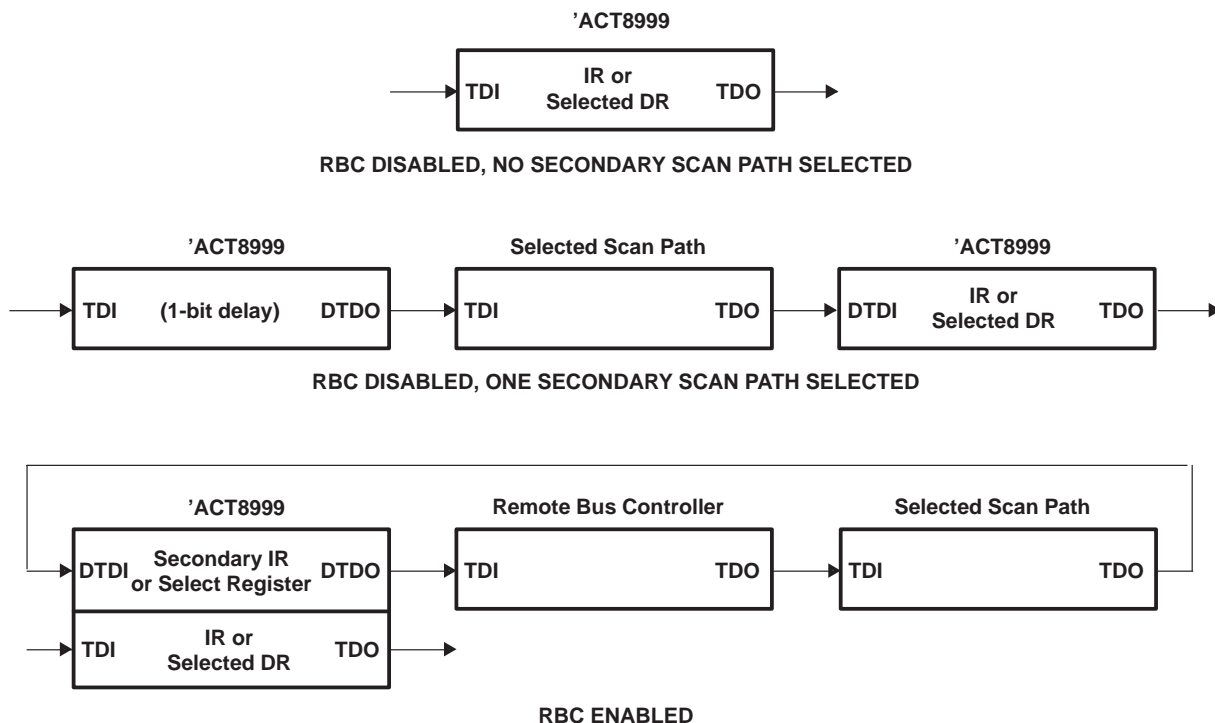 ’ACT8999
TDI
IR or
Selected DR
TDO
RBC DISABLED, NO SECONDARY SCAN PATH SELECTED
’ACT8999
Selected Scan Path
’ACT8999
TDI
(1-bit delay)
DTDO
TDI
TDO
DTDI
IR or
Selected DR
TDO
RBC DISABLED, ONE SECONDARY SCAN PATH SELECTED
’ACT8999
Remote Bus Controller
Selected Scan Path
DTDI
Secondary IR
or Select Register
DTDO
TDI
TDO
TDI
TDO
TDI
IR or
Selected DR
TDO
RBC ENABLED